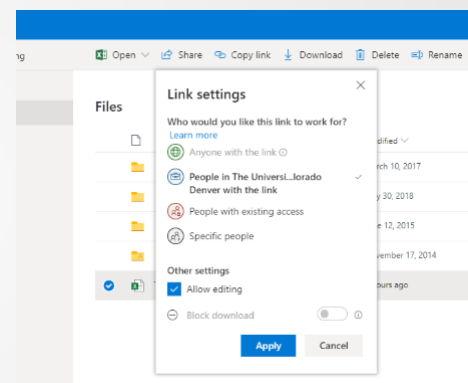 ng
Open Share Copy link Download Delete Rename
Link settings
Files
Who would you like this link to work for?
Learn more
Anyone with the link
dified
People in The Universi...lorado
Denver with the link
rch 10, 2017
People with existing access
y 30, 2018
Specific people
e 12, 2015
vember 17, 2014
Other settings
Allow editing
ours ago
Block download
Apply Cancel